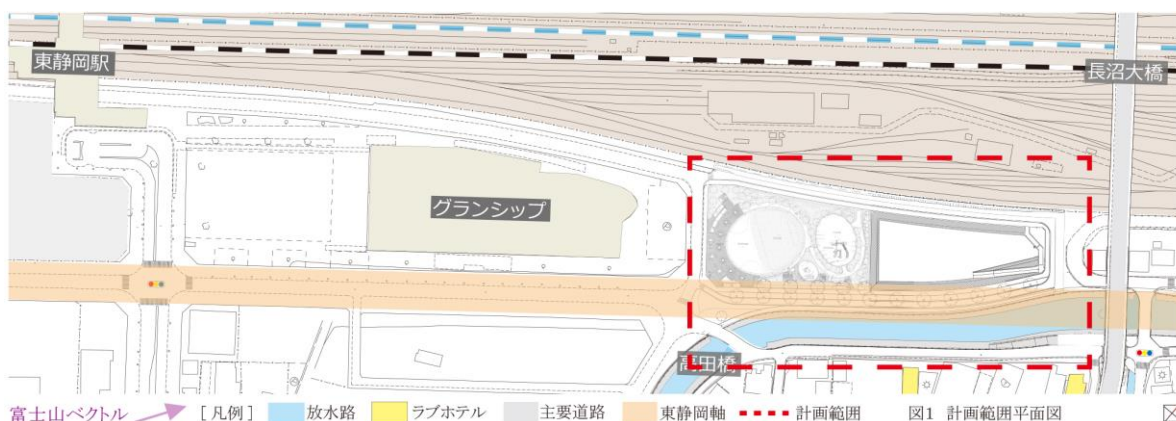 東静岡駅
長沼大橋
グランシップ
高田橋
富士山ベクトル [ 凡例 ] 放水路 ラブホテル 主要道路 東静岡軸 計画範囲 図1 計画範囲平面図